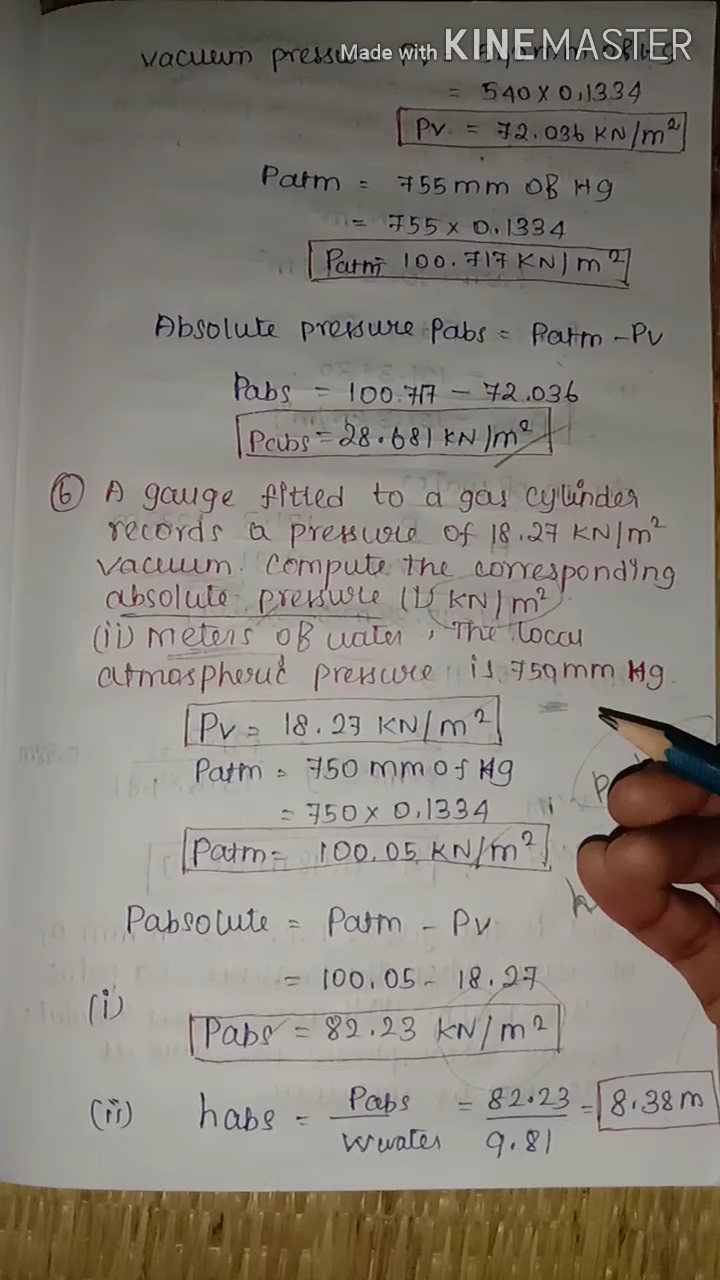 vacuum pressure
Made with KINEMASTER
= 540 x 0.1334
Pv = 72.036 KN/m²
Patm = 755 mm OB Hg
= 755 x 0.1334
Patm = 100.717 KN/m²
Absolute pressure Pabs = Patm - Pv
Pabs = 100.717 - 72.036
Pabs = 28.681 KN/m²
⑥ A gauge fitted to a gas cylinder
records a pressure of 18.27 KN/m²
vacuum. compute the corresponding
absolute pressure (i) KN/m²
(ii) meters OB water, The local
atmospheric pressure is 750mm Hg.
Pv = 18.27 KN/m²
Patm = 750 mm of Hg
= 750 x 0.1334
Patm = 100.05 KN/m²
Pabsolute = Patm - Pv
= 100.05 - 18.27
(i)
Pabs = 82.23 KN/m²
(ii) habs = Pabs / Wwater = 82.23 / 9.81 = 8.38m